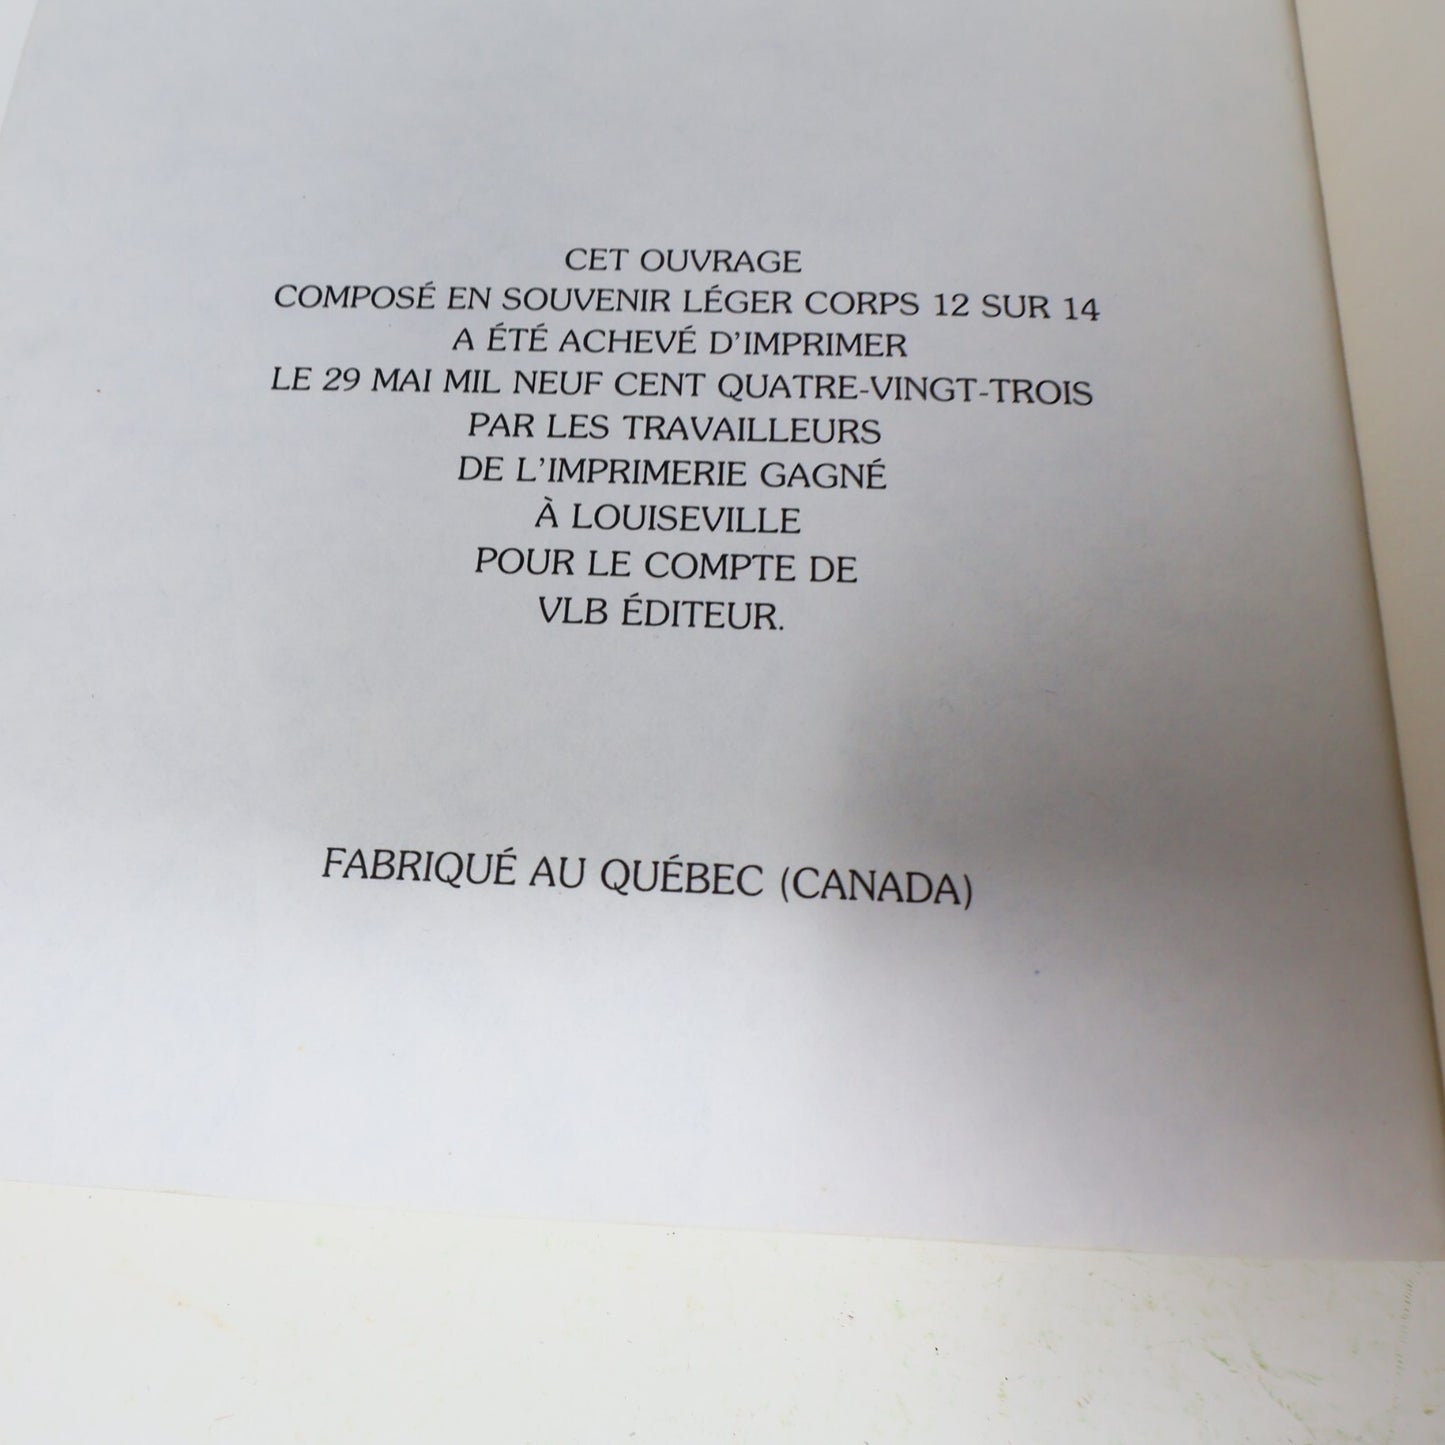 CET OUVRAGE
COMPOSÉ EN SOUVENIR LÉGER CORPS 12 SUR 14
A ÉTÉ ACHEVÉ D'IMPRIMER
LE 29 MAI MIL NEUF CENT QUATRE-VINGT-TROIS
PAR LES TRAVAILLEURS
DE L'IMPRIMERIE GAGNÉ
À LOUISEVILLE
POUR LE COMPTE DE
VLB ÉDITEUR.
FABRIQUÉ AU QUÉBEC (CANADA)